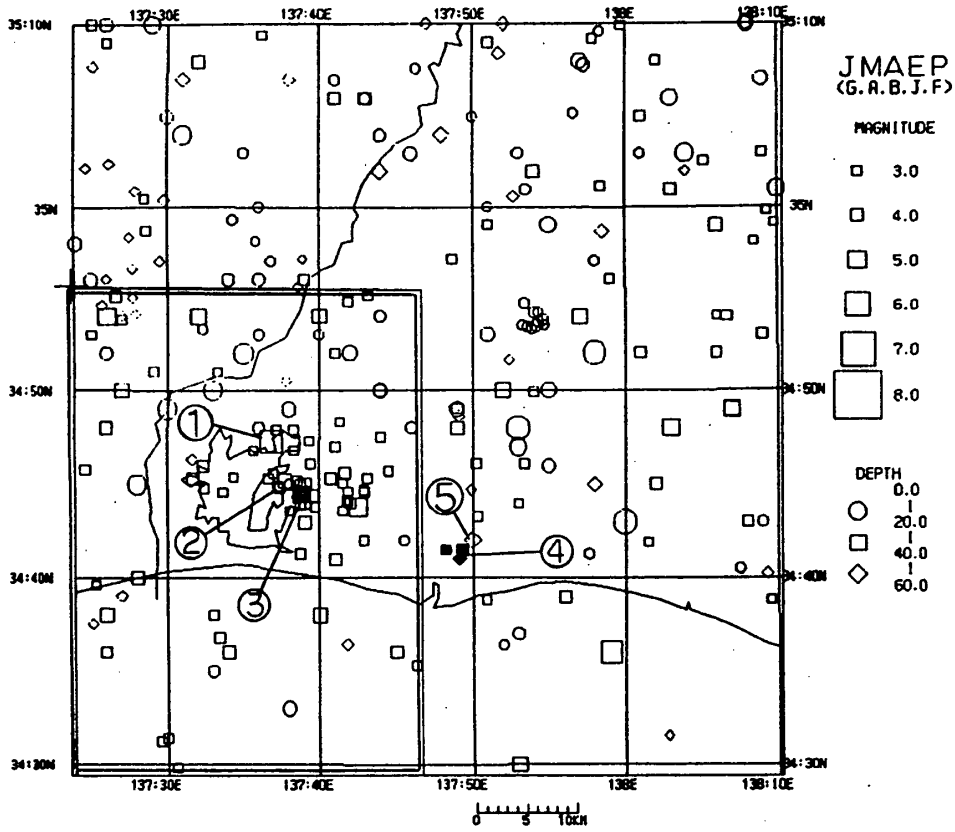 137:30E 137:40E 137:50E 138E 138:10E
35:10N 35:10N
JMAEP
(G.A.B.J.F)
MAGNITUDE
3.0
4.0
5.0
6.0
7.0
8.0
35N 35N
34:50N 34:50N
①
②
③
④
⑤
DEPTH
0.0
20.0
40.0
60.0
34:40N 34:40N
34:30N 34:30N
137:30E 137:40E 137:50E 138E 138:10E
0 5 10KM